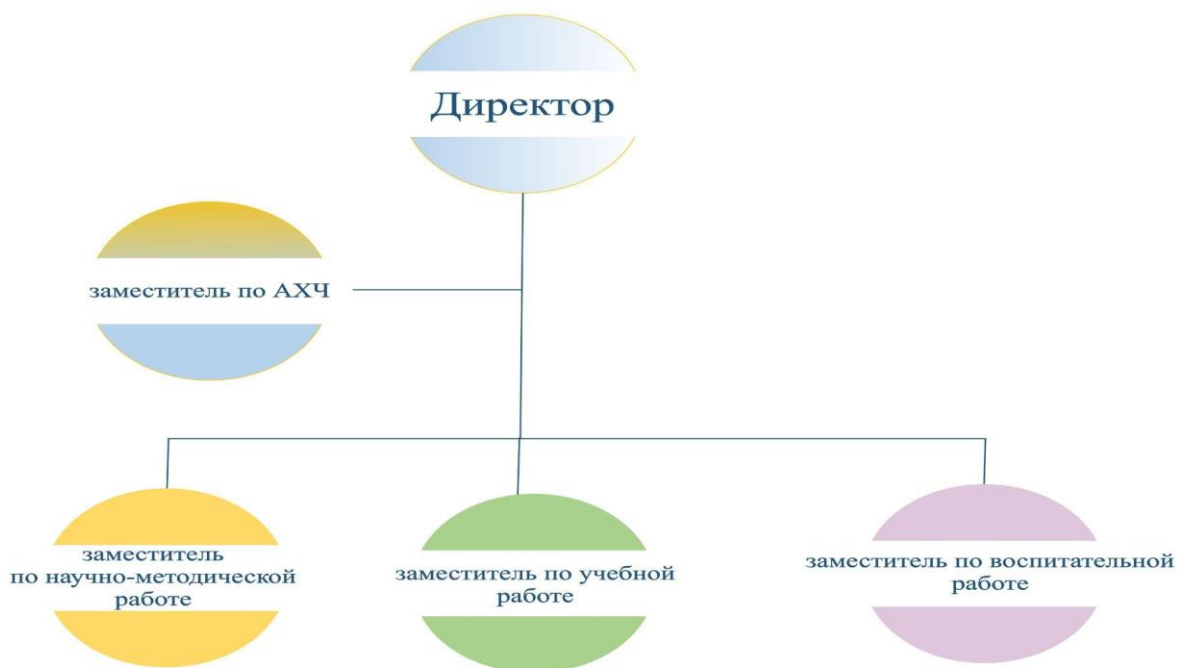 Директор
заместитель по АХЧ
заместитель
по научно-методической
работе
заместитель по учебной
работе
заместитель по воспитательной
работе